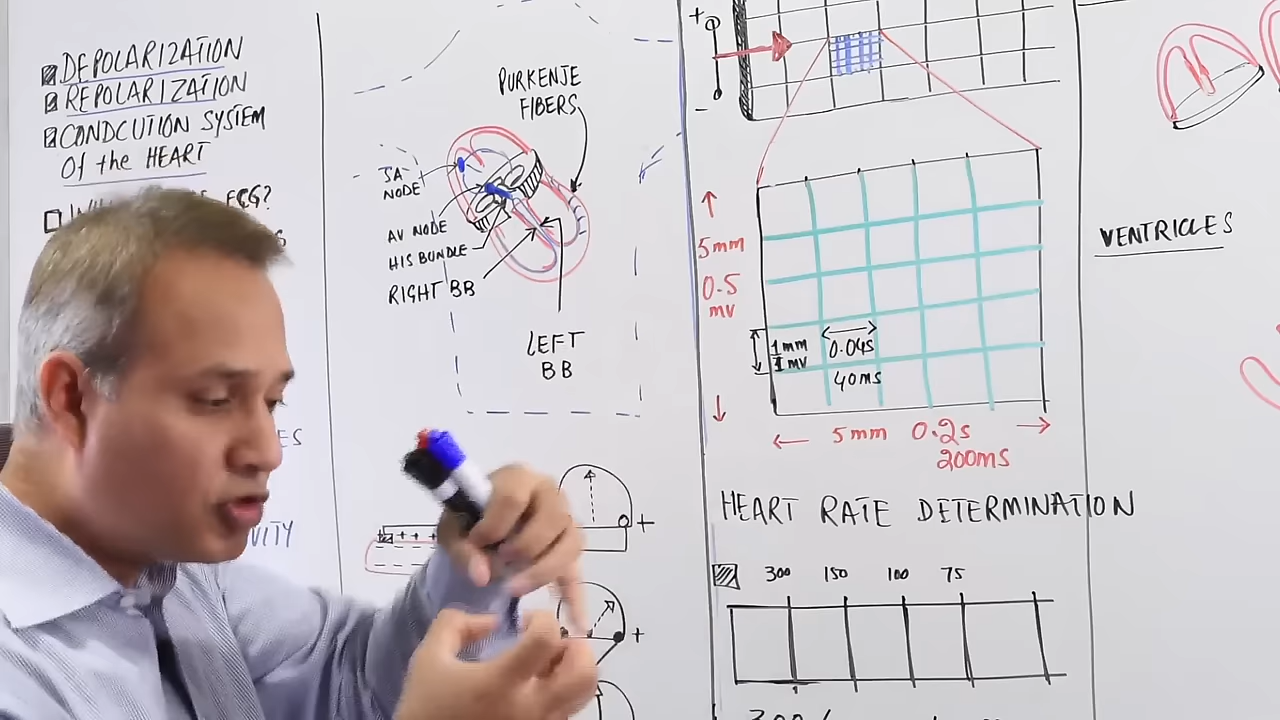 DEPOLARIZATION
REPOLARIZATION
CONDCUTION SYSTEM
Of the HEART
ECG?
ES
VITY
PURKENJE
FIBERS
SA
NODE
AV NODE
HIS BUNDLE
RIGHT BB
LEFT
BB
+
+ + +
+
+
-
5mm
0.5
mv
1mm
1mv
0.04s
40ms
5mm 0.2s
200ms
HEART RATE DETERMINATION
300 150 100 75
VENTRICLES